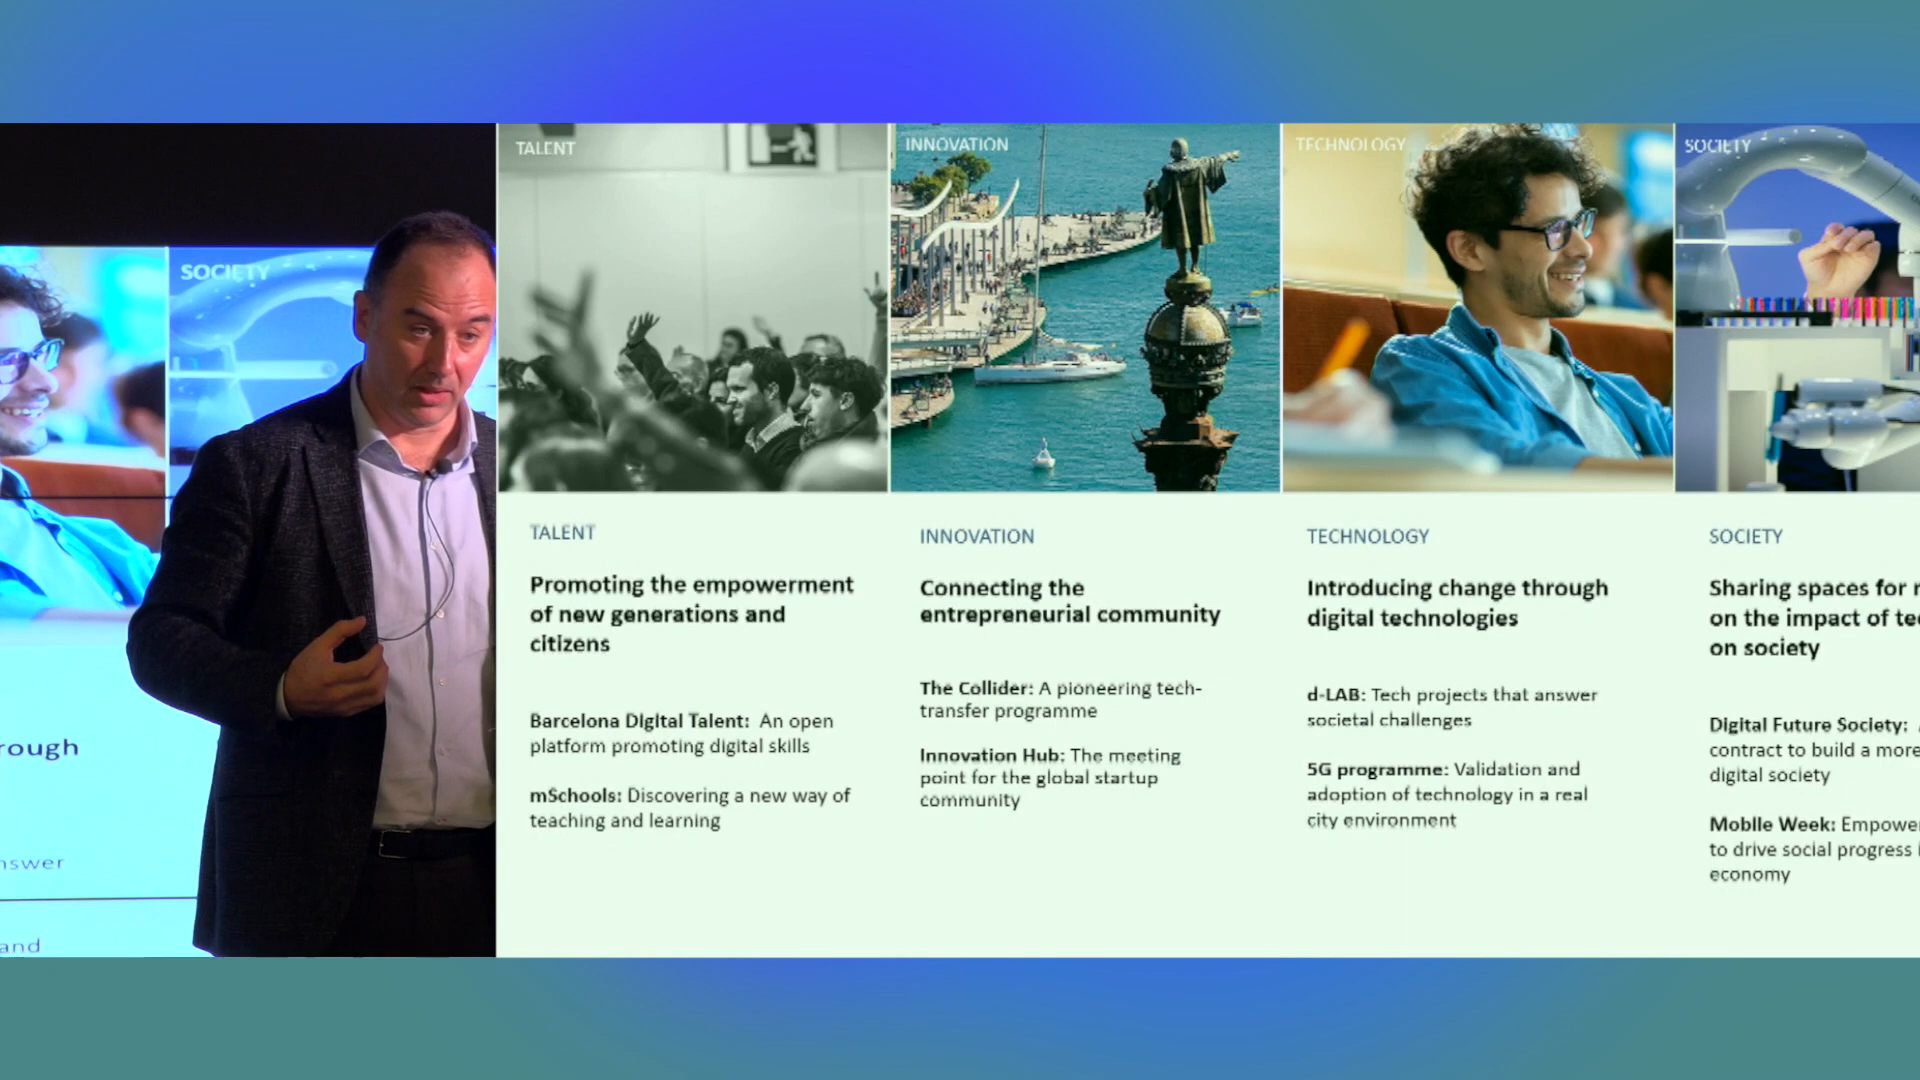 SOCIETY
rough
nswer
and
TALENT
INNOVATION
TECHNOLOGY
SOCIETY
TALENT
Promoting the empowerment
of new generations and
citizens
Barcelona Digital Talent: An open
platform promoting digital skills
mSchools: Discovering a new way of
teaching and learning
INNOVATION
Connecting the
entrepreneurial community
The Collider: A pioneering tech-
transfer programme
Innovation Hub: The meeting
point for the global startup
community
TECHNOLOGY
Introducing change through
digital technologies
d-LAB: Tech projects that answer
societal challenges
5G programme: Validation and
adoption of technology in a real
city environment
SOCIETY
Sharing spaces for
on the impact of
on society
Digital Future Society:
contract to build a more
digital society
Mobile Week:
to drive social progress
economy